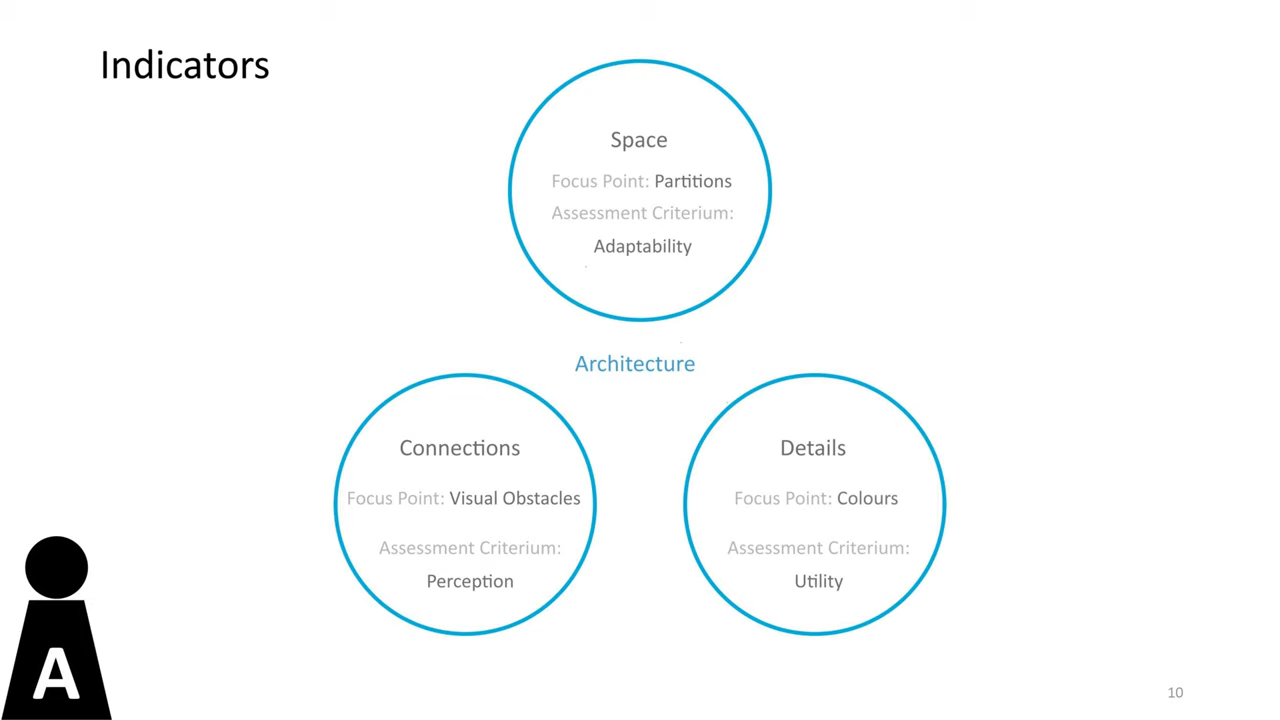 Indicators
Space
Focus Point: Partitions
Assessment Criterium:
Adaptability
Architecture
Connections
Focus Point: Visual Obstacles
Assessment Criterium:
Perception
Details
Focus Point: Colours
Assessment Criterium:
Utility
A
10